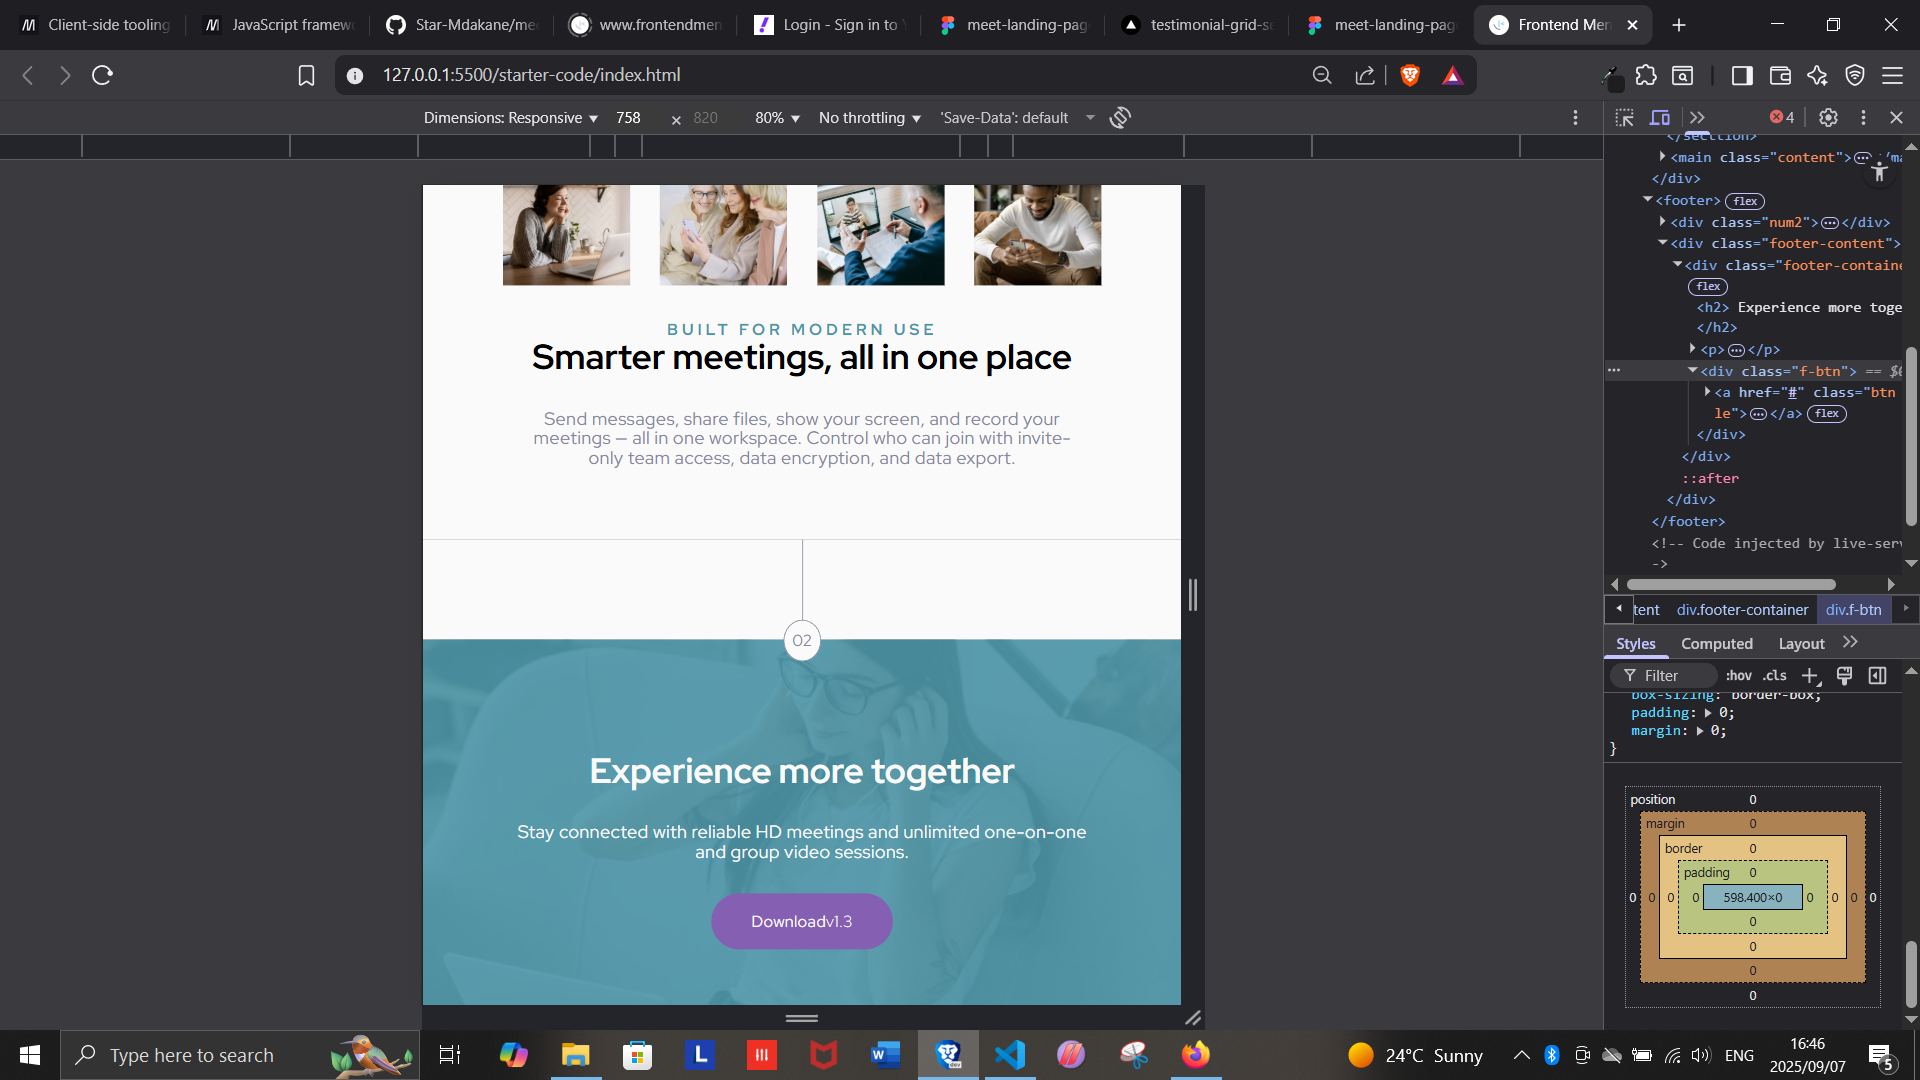 Client-side tooling
JavaScript framew
Star-Mdakane/me
www.frontendmen
Login - Sign in to
meet-landing-pag
testimonial-grid-se
meet-landing-pag
Frontend Men
127.0.0.1:5500/starter-code/index.html
Dimensions: Responsive 758 × 820 80% No throttling 'Save-Data': default
4
</section>
<main class="content"> </ma
</div>
<footer> flex
<div class="num2"> </div>
<div class="footer-content">
<div class="footer-containe
flex
<h2> Experience more toge
</h2>
<p> </p>
<div class="f-btn"> == $
<a href="#" class="btn
le"> </a> flex
</div>
</div>
::after
</div>
</footer>
<!-- Code injected by live-serv
->
tent div.footer-container div.f-btn
Styles Computed Layout
Filter :hov .cls
box-sizing: border-box;
padding: 0;
margin: 0;
}
position 0
margin 0
border 0
padding 0
0 0 0 0 598.400×0 0 0 0 0
0
0
0
0
BUILT FOR MODERN USE
Smarter meetings, all in one place
Send messages, share files, show your screen, and record your
meetings – all in one workspace. Control who can join with invite-
only team access, data encryption, and data export.
02
Experience more together
Stay connected with reliable HD meetings and unlimited one-on-one
and group video sessions.
Downloadv1.3
Type here to search
L
24°C Sunny
ENG
16:46
2025/09/07
5